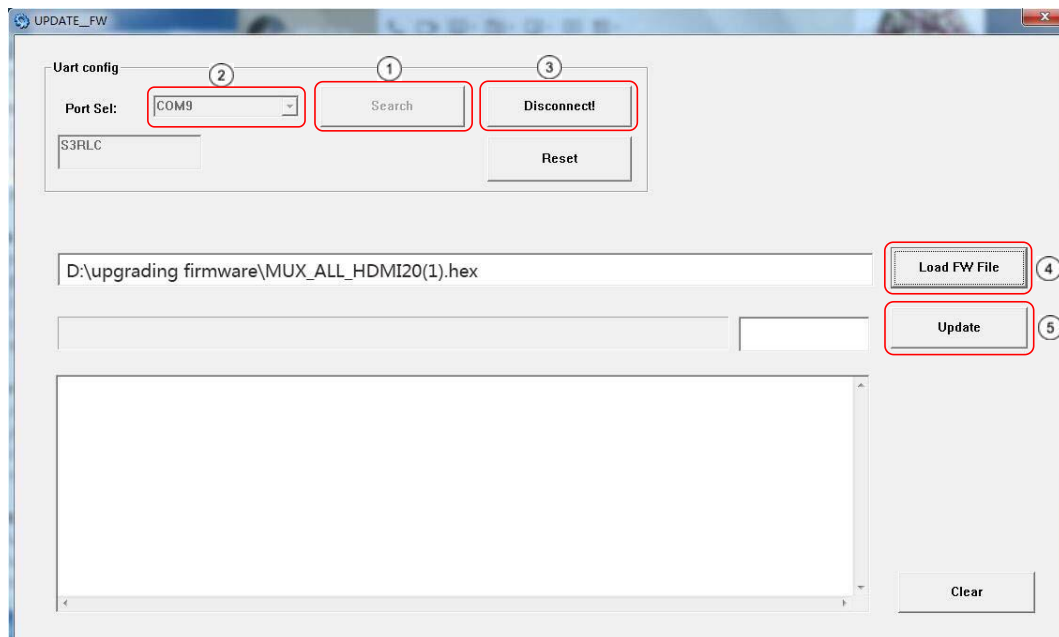 UPDATE__FW
x
Uart config
② ① ③
Port Sel: COM9 Search Disconnect!
S3RLC
Reset
D:\upgrading firmware\MUX_ALL_HDMI20(1).hex
Load FW File ④
Update ⑤
Clear